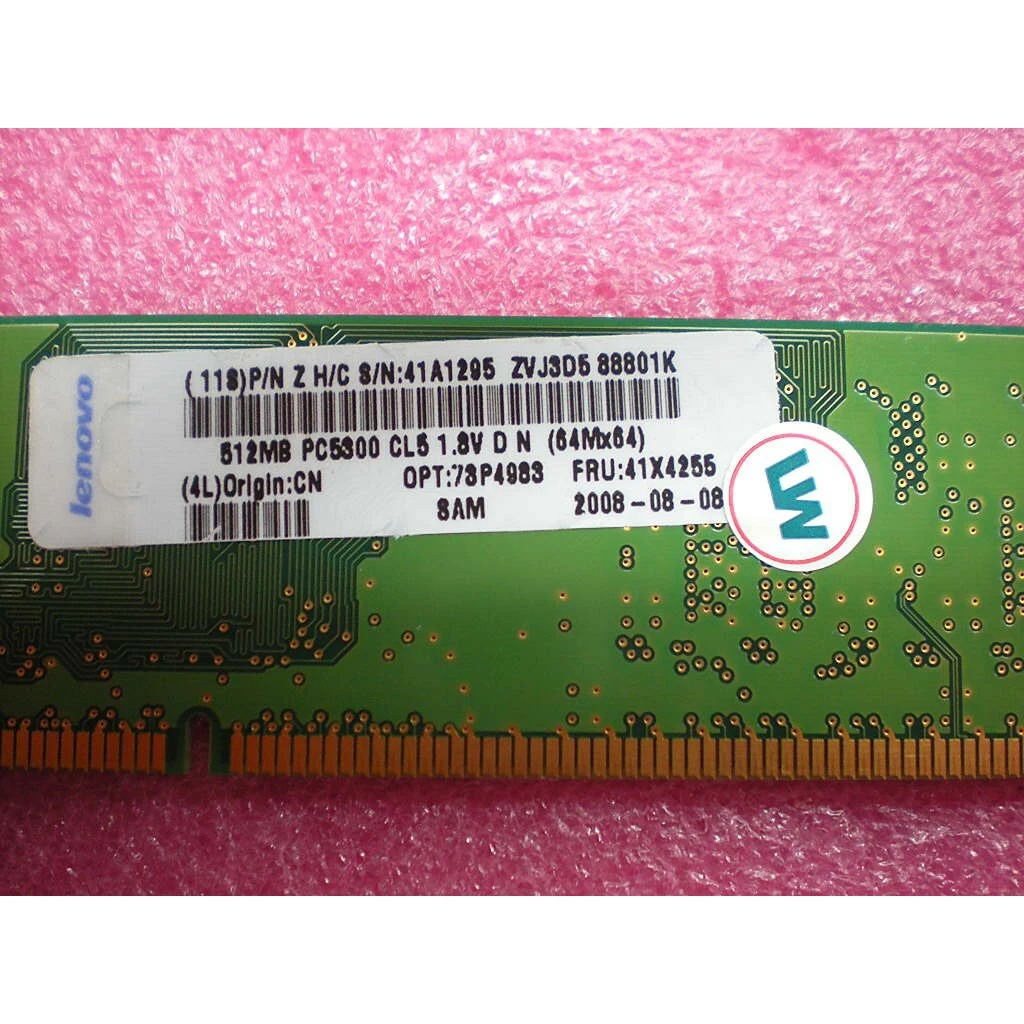 lenovo
(11S)P/N Z H/C S/N:41A1295 ZVJ3D5 88801K
512MB PC5300 CL5 1.8V D N (64Mx64)
(4L)Origin:CN OPT:73P4983 FRU:41X4255
SAM 2008-08-08